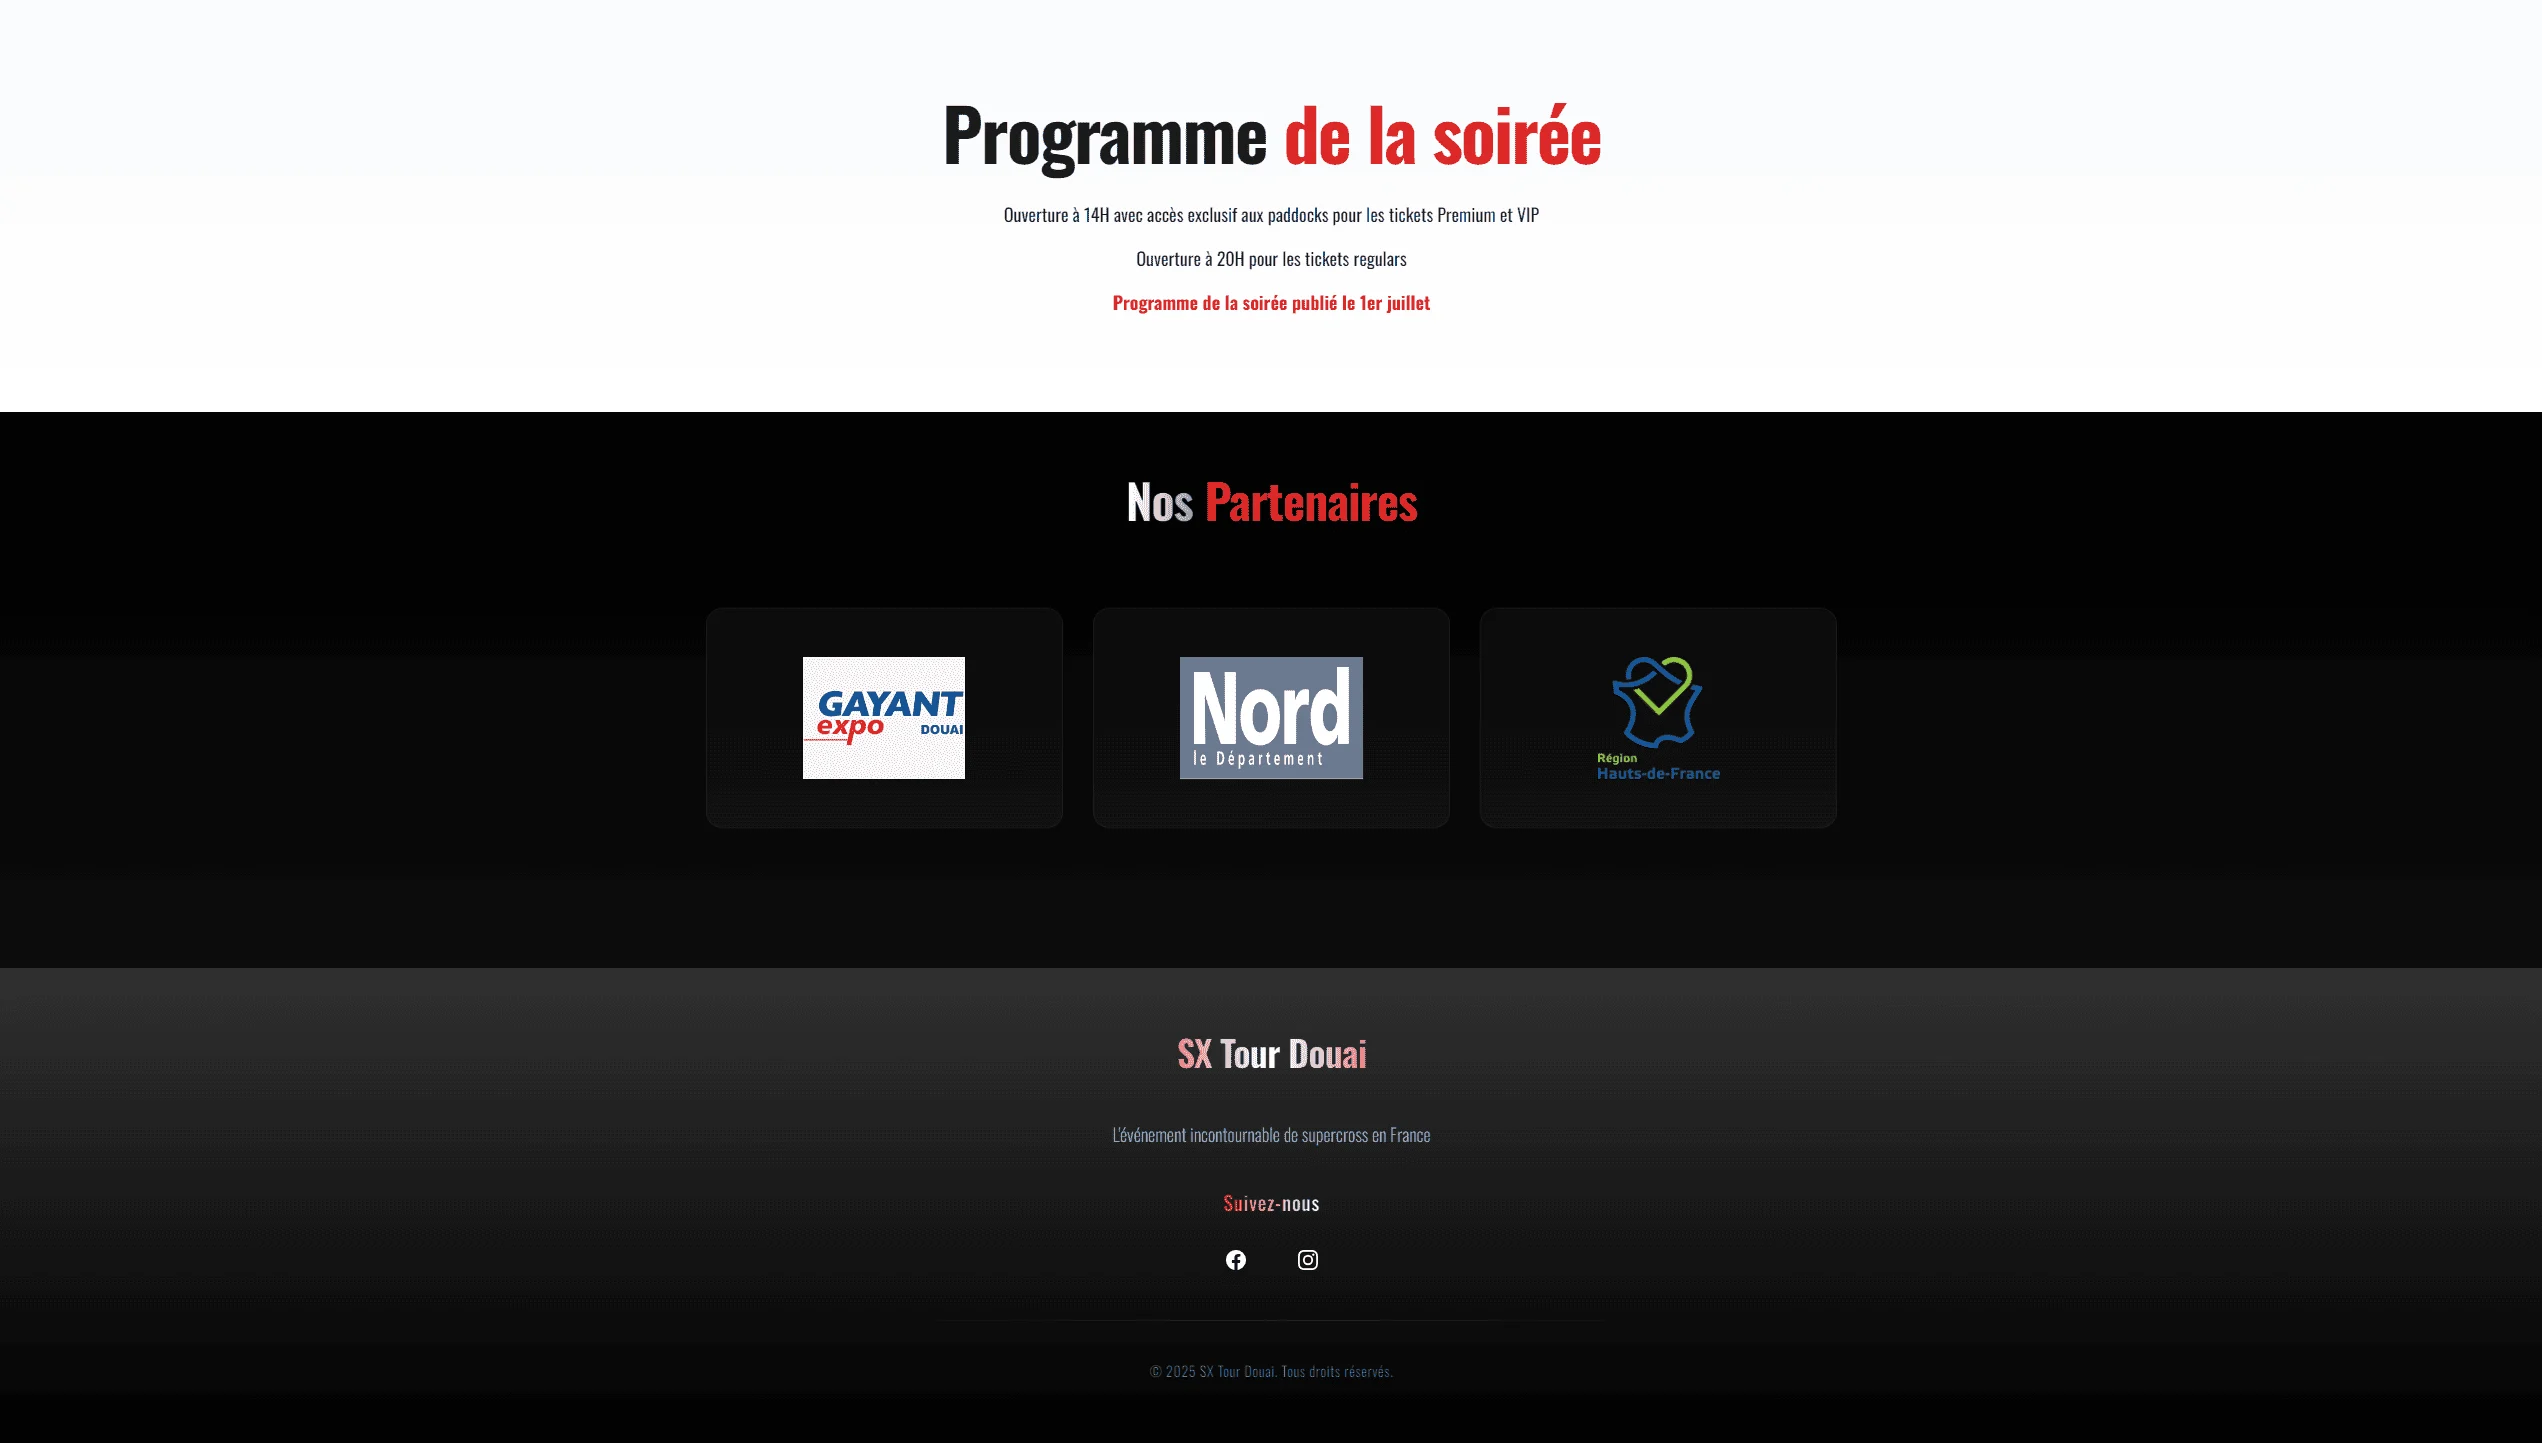 Programme de la soirée
Ouverture à 14H avec accès exclusif aux paddocks pour les tickets Premium et VIP
Ouverture à 20H pour les tickets regulars
Programme de la soirée publié le 1er juillet
Nos Partenaires
GAYANT
expo DOUAI
Nord
le Département
Région
Hauts-de-France
SX Tour Douai
L'événement incontournable de supercross en France
Suivez-nous
© 2025 SX Tour Douai. Tous droits réservés.